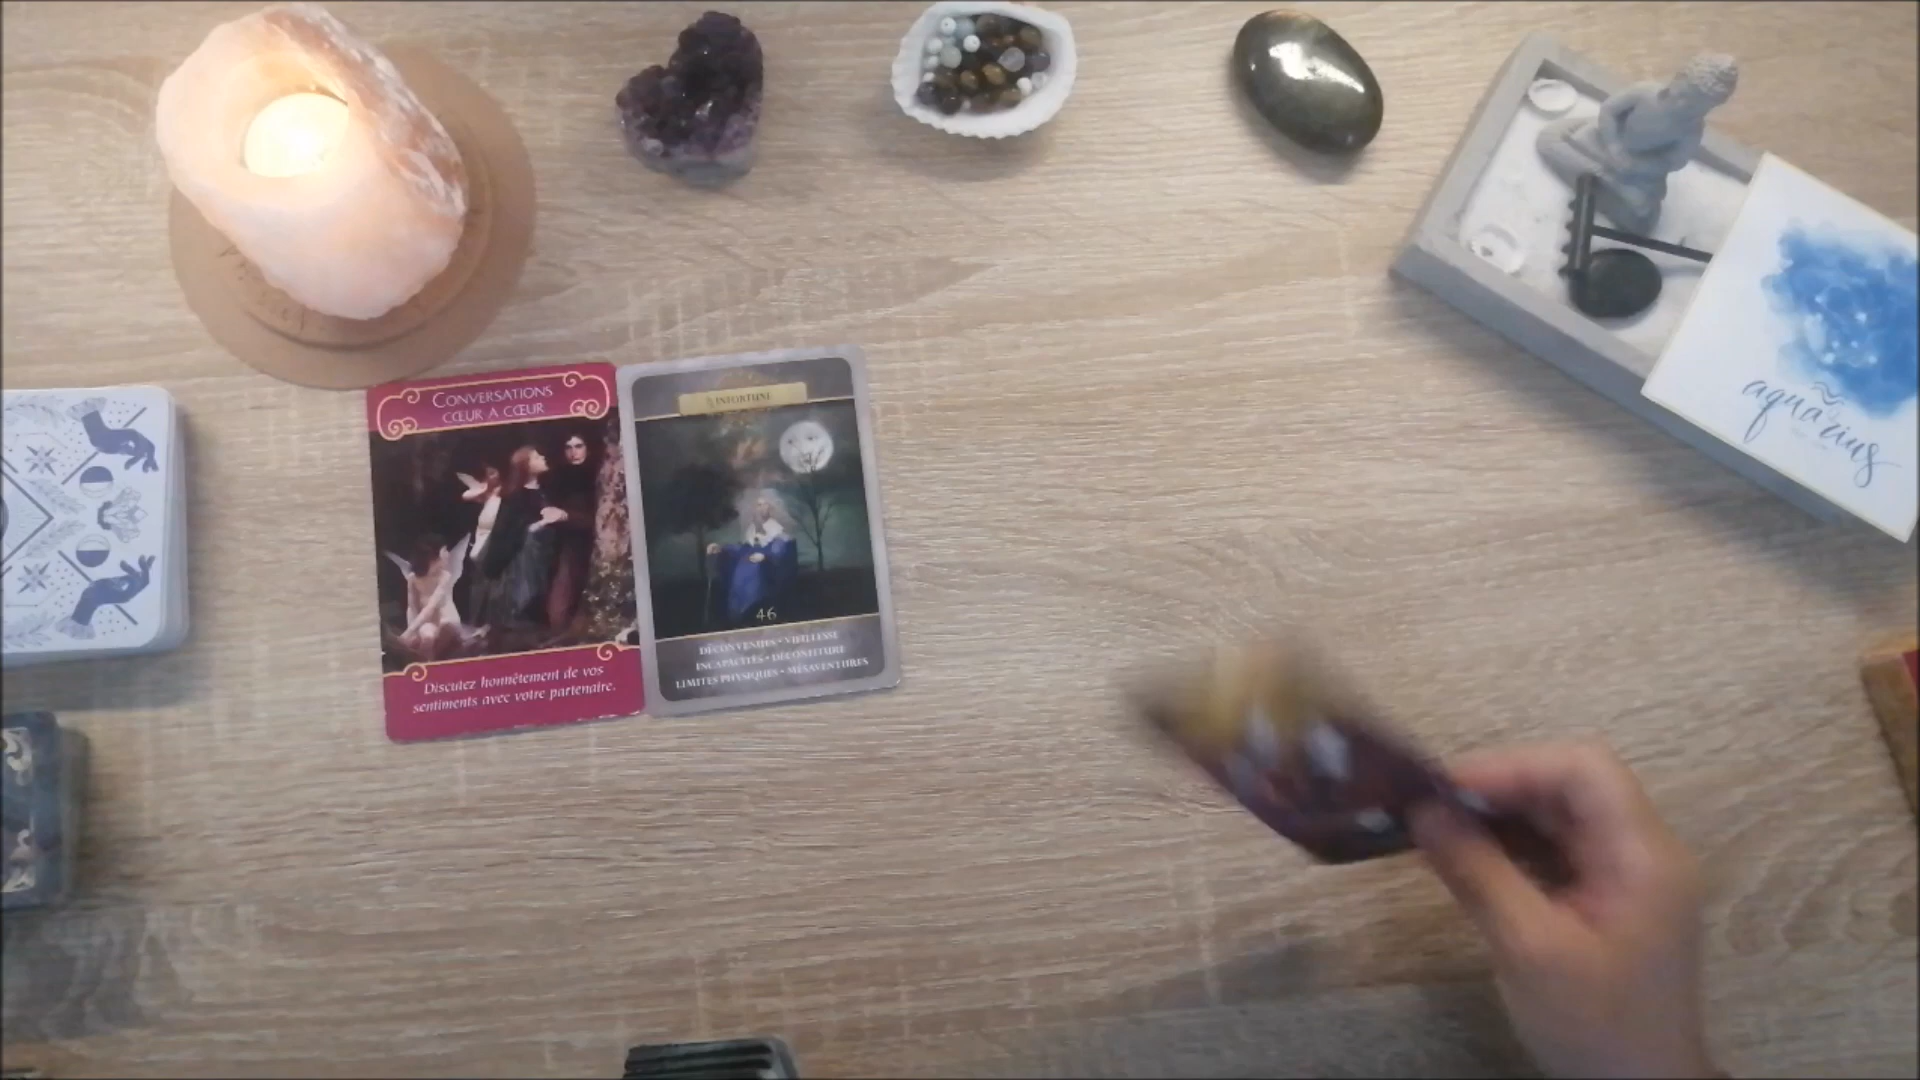 CONVERSATIONS
CŒUR A CŒUR
Discutez honnêtement de vos
sentiments avec votre partenaire.
INFORTUNE
46
DÉCONVENUES • VIEILLESSE
INCAPACITÉS • DÉCONFITURE
LIMITES PHYSIQUES • MÉSAVENTURES
aquarius